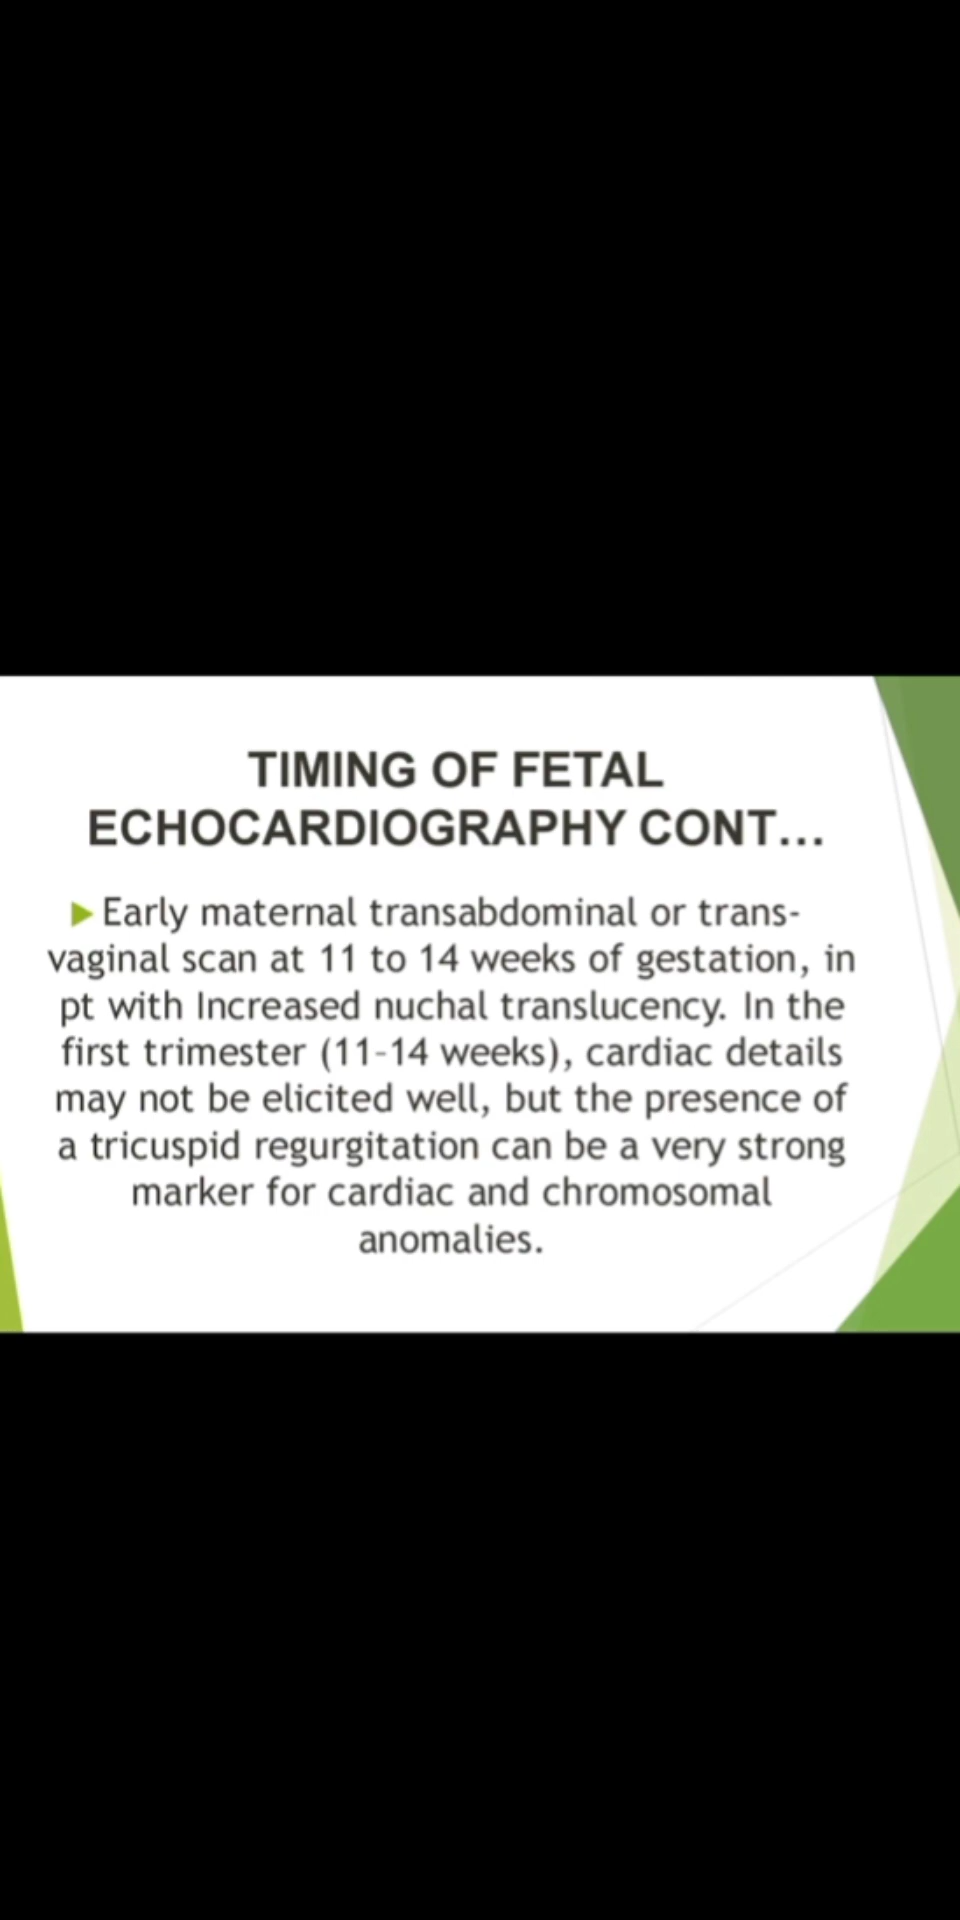 TIMING OF FETAL
ECHOCARDIOGRAPHY CONT...
Early maternal transabdominal or trans-
vaginal scan at 11 to 14 weeks of gestation, in
pt with Increased nuchal translucency. In the
first trimester (11-14 weeks), cardiac details
may not be elicited well, but the presence of
a tricuspid regurgitation can be a very strong
marker for cardiac and chromosomal
anomalies.